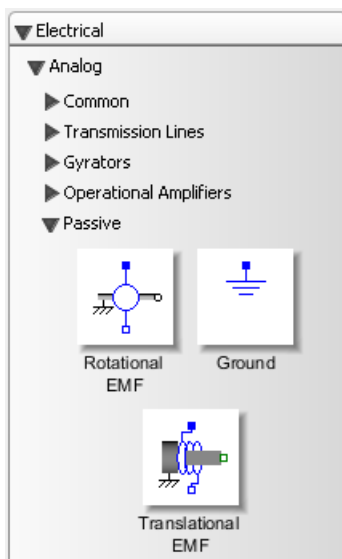 Electrical
Analog
Common
Transmission Lines
Gyrators
Operational Amplifiers
Passive
Rotational
EMF
Ground
Translational
EMF